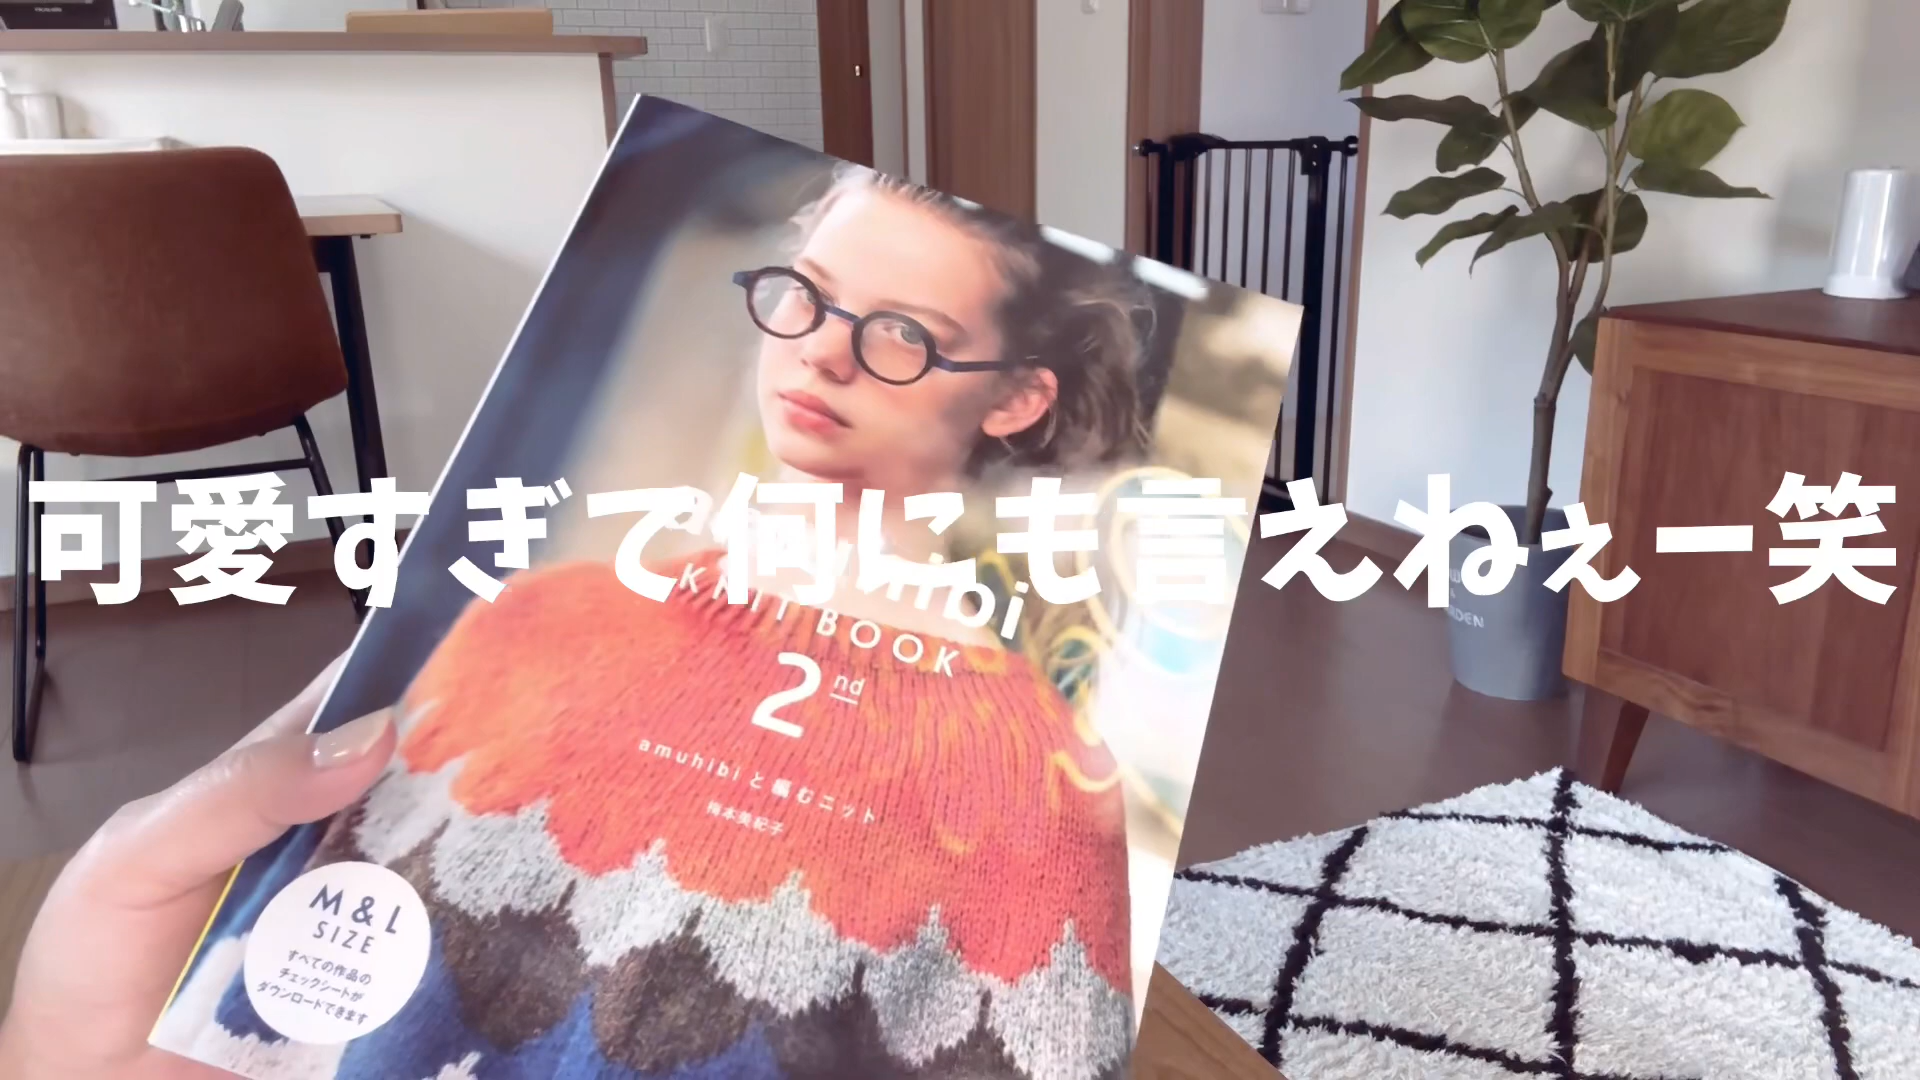 可愛すぎで何にも言えねぇー笑
KNIT BOOK
2nd
amuhibiと編むニット
梅本美紀子
M & L
SIZE
すべての作品の
チェックシートが
ダウンロードできます